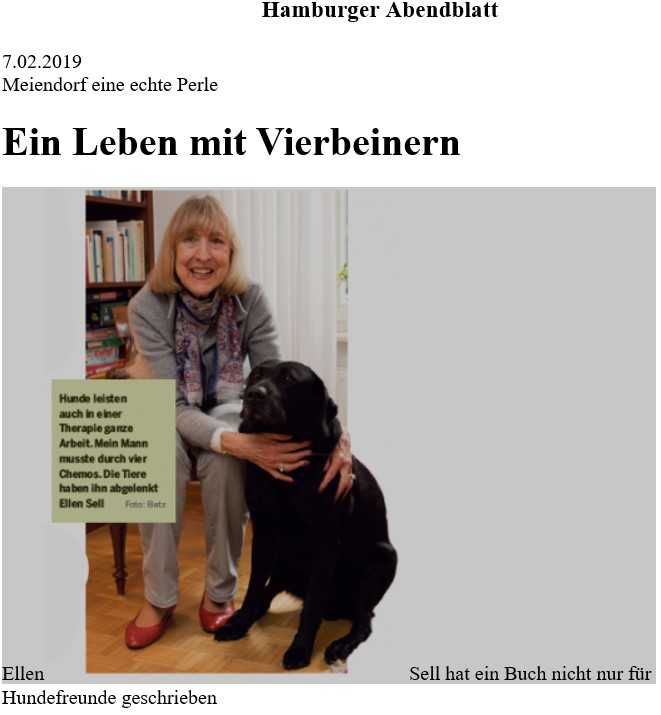 Hamburger Abendblatt
7.02.2019
Meiendorf eine echte Perle
Ein Leben mit Vierbeinern
Hunde leisten
auch in einer
Therapie ganze
Arbeit. Mein Mann
musste durch vier
Chemos. Die Tiere
haben ihn abgelenkt
Ellen Sell Foto: Betz
Ellen Sell hat ein Buch nicht nur für
Hundefreunde geschrieben